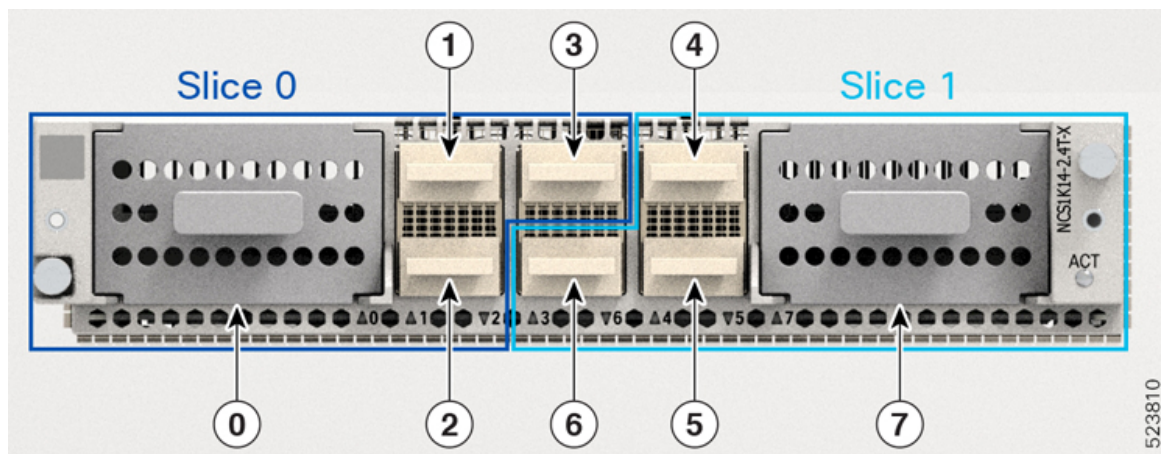 1 3 4
Slice 0 Slice 1
NCS1K14-2.4T-X
ACT
▲0 ▲1 ▼2 ▲3 ▼6 ▲4 ▼5 ▲7
0 2 6 5 7
523810